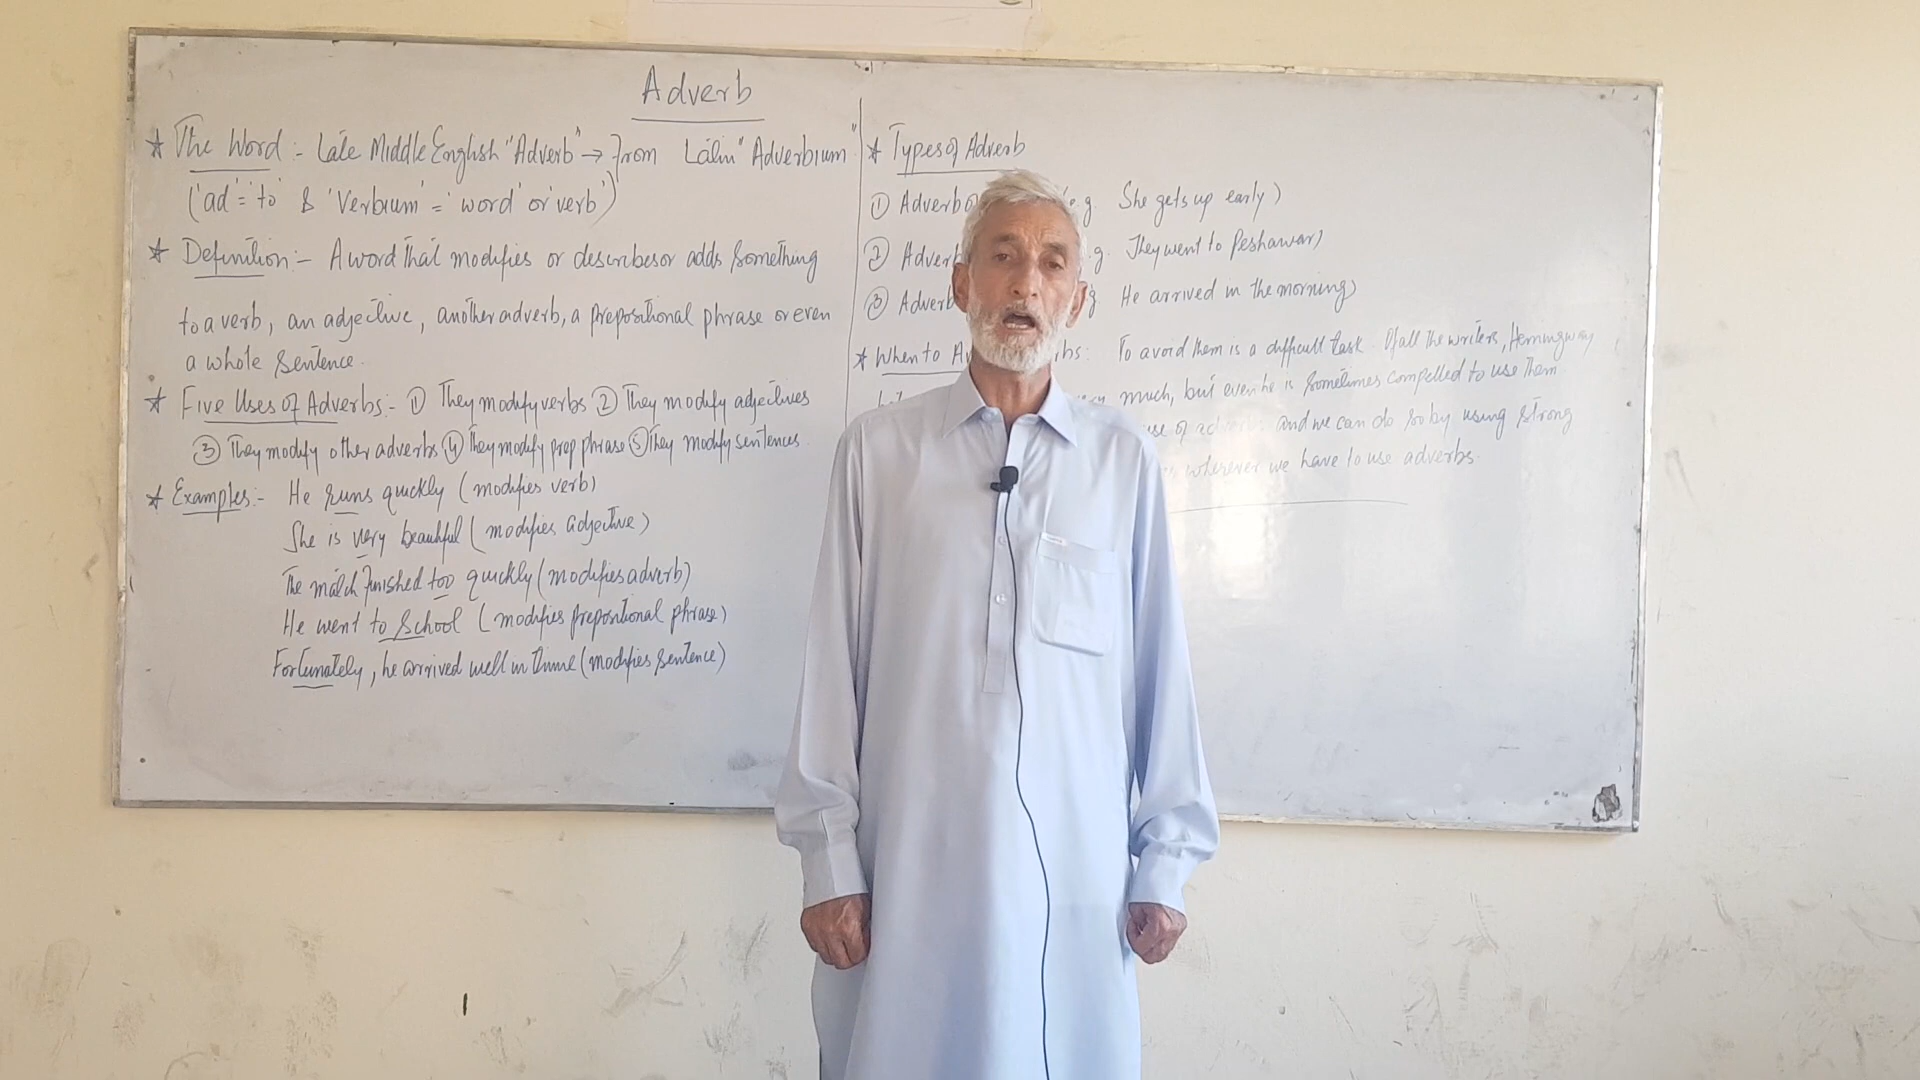 Adverb
* The Word :- Late Middle English "Adverb" → from Latin "Adverbium"
('ad' = 'to' & 'Verbium' = 'word' or 'verb')
* Definition :- A word that modifies or describes or adds something
to a verb, an adjective, another adverb, a prepositional phrase or even
a whole sentence.
* Five Uses of Adverbs :- ① They modify verbs ② They modify adjectives
③ They modify other adverbs ④ They modify prep phrase ⑤ They modify sentences.
* Examples :- He runs quickly (modifies verb)
She is very beautiful (modifies adjective)
The match finished too quickly (modifies adverb)
He went to school (modifies prepositional phrase)
Fortunately, he arrived well in time (modifies sentence)
* Types of Adverb
① Adverb e.g. She gets up early)
② Adver g. They went to Peshawar)
③ Adverb g He arrived in the morning)
* When to Av rbs: To avoid them is a difficult task. Of all the writers, Hemingway
much, but even he is sometimes compelled to use them
use of adverb and we can do so by using strong
wherever we have to use adverbs.